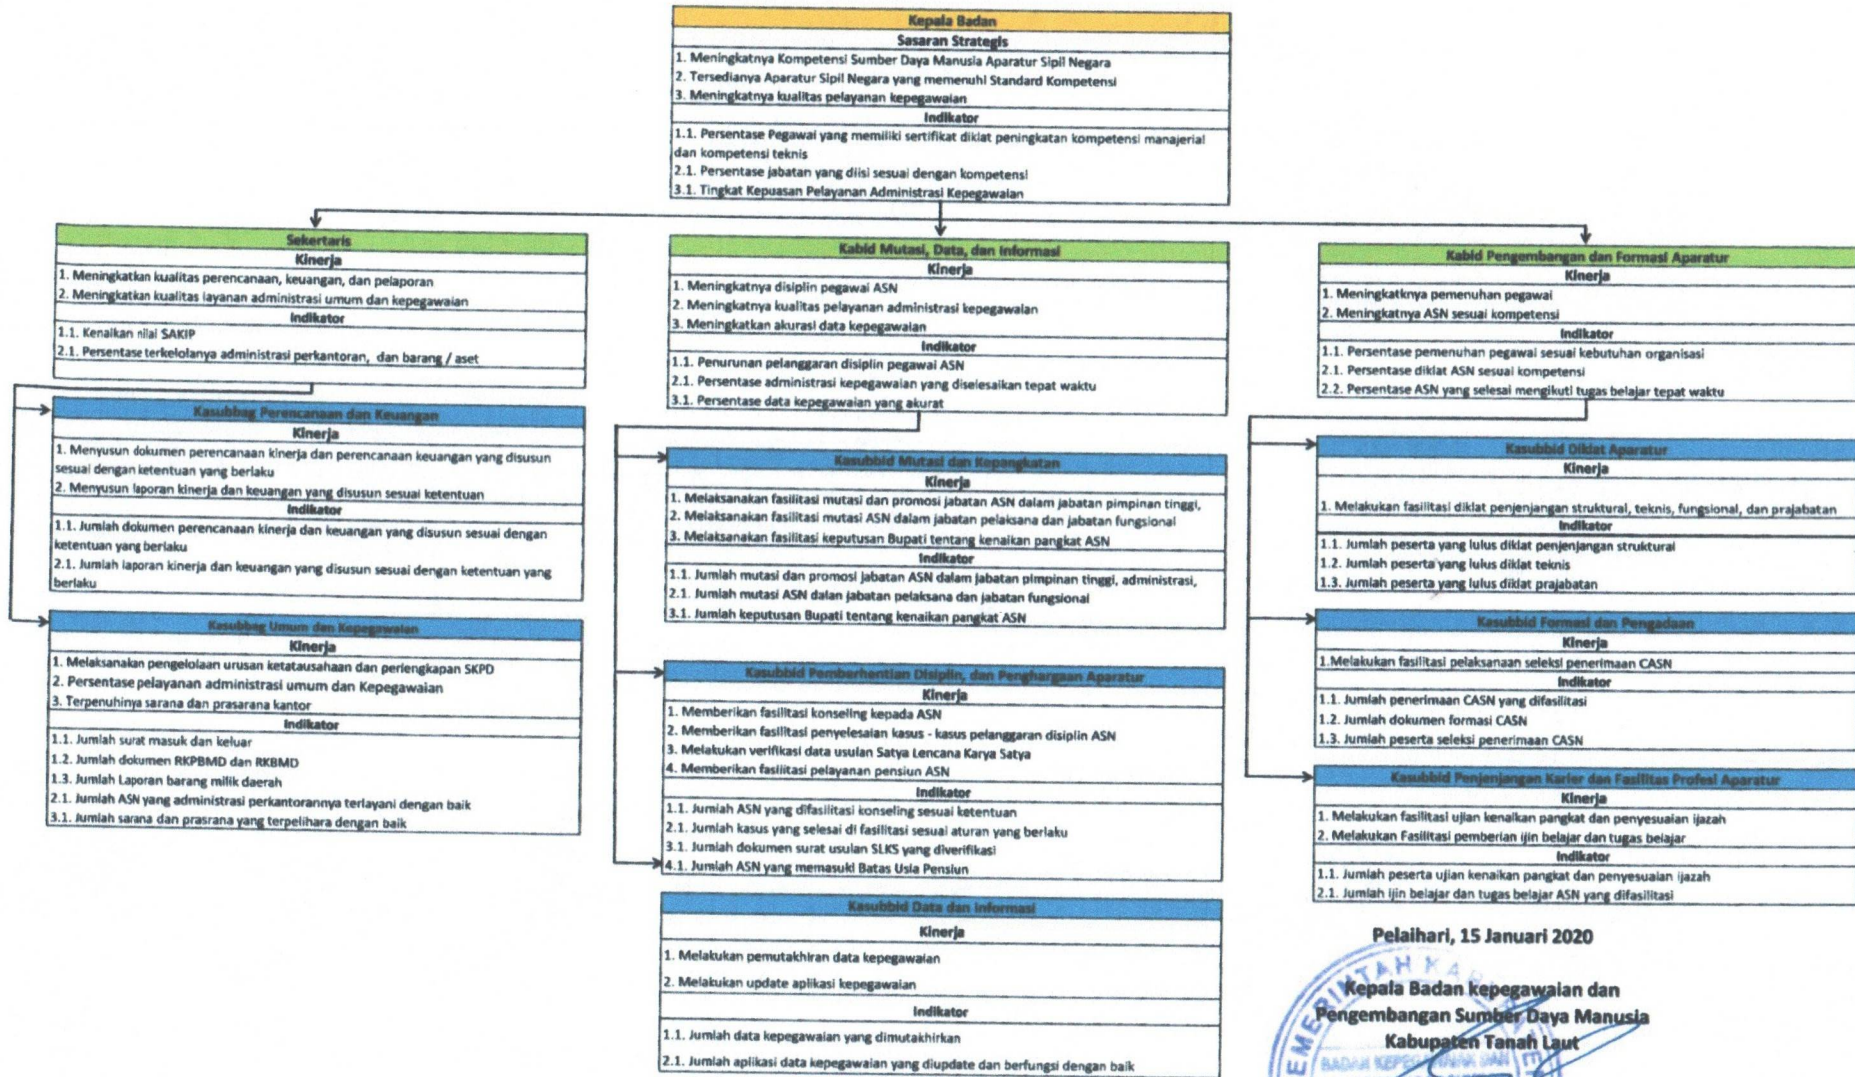 Kepala Badan
Sasaran Strategis
1. Meningkatnya Kompetensi Sumber Daya Manusia Aparatur Sipil Negara
2. Tersedianya Aparatur Sipil Negara yang memenuhi Standard Kompetensi
3. Meningkatnya kualitas pelayanan kepegawaian
Indikator
1.1. Persentase Pegawai yang memiliki sertifikat diklat peningkatan kompetensi manajerial
dan kompetensi teknis
2.1. Persentase jabatan yang diisi sesuai dengan kompetensi
3.1. Tingkat Kepuasan Pelayanan Administrasi Kepegawaian
Sekertaris
Kinerja
1. Meningkatkan kualitas perencanaan, keuangan, dan pelaporan
2. Meningkatkan kualitas layanan administrasi umum dan kepegawaian
Indikator
1.1. Kenaikan nilai SAKIP
2.1. Persentase terkelolanya administrasi perkantoran, dan barang / aset
Kasubbag Perencanaan dan Keuangan
Kinerja
1. Menyusun dokumen perencanaan kinerja dan perencanaan keuangan yang disusun
sesuai dengan ketentuan yang berlaku
2. Menyusun laporan kinerja dan keuangan yang disusun sesuai ketentuan
Indikator
1.1. Jumlah dokumen perencanaan kinerja dan keuangan yang disusun sesuai dengan
ketentuan yang berlaku
2.1. Jumlah laporan kinerja dan keuangan yang disusun sesuai dengan ketentuan yang
berlaku
Kasubbag Umum dan Kepegawaian
Kinerja
1. Melaksanakan pengelolaan urusan ketatausahaan dan perlengkapan SKPD
2. Persentase pelayanan administrasi umum dan Kepegawaian
3. Terpenuhinya sarana dan prasarana kantor
Indikator
1.1. Jumlah surat masuk dan keluar
1.2. Jumlah dokumen RKPBMD dan RKBMD
1.3. Jumlah Laporan barang milik daerah
2.1. Jumlah ASN yang administrasi perkantorannya terlayani dengan baik
3.1. Jumlah sarana dan prasrana yang terpelihara dengan baik
Kabid Mutasi, Data, dan Informasi
Kinerja
1. Meningkatnya disiplin pegawai ASN
2. Meningkatnya kualitas pelayanan administrasi kepegawaian
3. Meningkatkan akurasi data kepegawaian
Indikator
1.1. Penurunan pelanggaran disiplin pegawai ASN
2.1. Persentase administrasi kepegawaian yang diselesaikan tepat waktu
3.1. Persentase data kepegawaian yang akurat
Kasubbid Mutasi dan Kepangkatan
Kinerja
1. Melaksanakan fasilitasi mutasi dan promosi jabatan ASN dalam jabatan pimpinan tinggi,
2. Melaksanakan fasilitasi mutasi ASN dalam jabatan pelaksana dan jabatan fungsional
3. Melaksanakan fasilitasi keputusan Bupati tentang kenaikan pangkat ASN
Indikator
1.1. Jumlah mutasi dan promosi jabatan ASN dalam jabatan pimpinan tinggi, administrasi,
2.1. Jumlah mutasi ASN dalan jabatan pelaksana dan jabatan fungsional
3.1. Jumlah keputusan Bupati tentang kenaikan pangkat ASN
Kasubbid Pemberhentian Disiplin, dan Penghargaan Aparatur
Kinerja
1. Memberikan fasilitasi konseling kepada ASN
2. Memberikan fasilitasi penyelesaian kasus - kasus pelanggaran disiplin ASN
3. Melakukan verifikasi data usulan Satya Lencana Karya Satya
4. Memberikan fasilitasi pelayanan pensiun ASN
Indikator
1.1. Jumlah ASN yang difasilitasi konseling sesuai ketentuan
2.1. Jumlah kasus yang selesai di fasilitasi sesuai aturan yang berlaku
3.1. Jumlah dokumen surat usulan SLKS yang diverifikasi
4.1. Jumlah ASN yang memasuki Batas Usia Pensiun
Kasubbid Data dan Informasi
Kinerja
1. Melakukan pemutakhiran data kepegawaian
2. Melakukan update aplikasi kepegawaian
Indikator
1.1. Jumlah data kepegawaian yang dimutakhirkan
2.1. Jumlah aplikasi data kepegawaian yang diupdate dan berfungsi dengan baik
Kabid Pengembangan dan Formasi Aparatur
Kinerja
1. Meningkatknya pemenuhan pegawai
2. Meningkatnya ASN sesuai kompetensi
Indikator
1.1. Persentase pemenuhan pegawai sesuai kebutuhan organisasi
2.1. Persentase diklat ASN sesuai kompetensi
2.2. Persentase ASN yang selesai mengikuti tugas belajar tepat waktu
Kasubbid Diklat Aparatur
Kinerja
1. Melakukan fasilitasi diklat penjenjangan struktural, teknis, fungsional, dan prajabatan
Indikator
1.1. Jumlah peserta yang lulus diklat penjenjangan struktural
1.2. Jumlah peserta yang lulus diklat teknis
1.3. Jumlah peserta yang lulus diklat prajabatan
Kasubbid Formasi dan Pengadaan
Kinerja
1.Melakukan fasilitasi pelaksanaan seleksi penerimaan CASN
Indikator
1.1. Jumlah penerimaan CASN yang difasilitasi
1.2. Jumlah dokumen formasi CASN
1.3. Jumlah peserta seleksi penerimaan CASN
Kasubbid Penjenjangan Karier dan Fasilitas Profesi Aparatur
Kinerja
1. Melakukan fasilitasi ujian kenaikan pangkat dan penyesuaian ijazah
2. Melakukan Fasilitasi pemberian ijin belajar dan tugas belajar
Indikator
1.1. Jumlah peserta ujian kenaikan pangkat dan penyesuaian ijazah
2.1. Jumlah ijin belajar dan tugas belajar ASN yang difasilitasi
Pelaihari, 15 Januari 2020
Kepala Badan kepegawaian dan
Pengembangan Sumber Daya Manusia
Kabupaten Tanah Laut